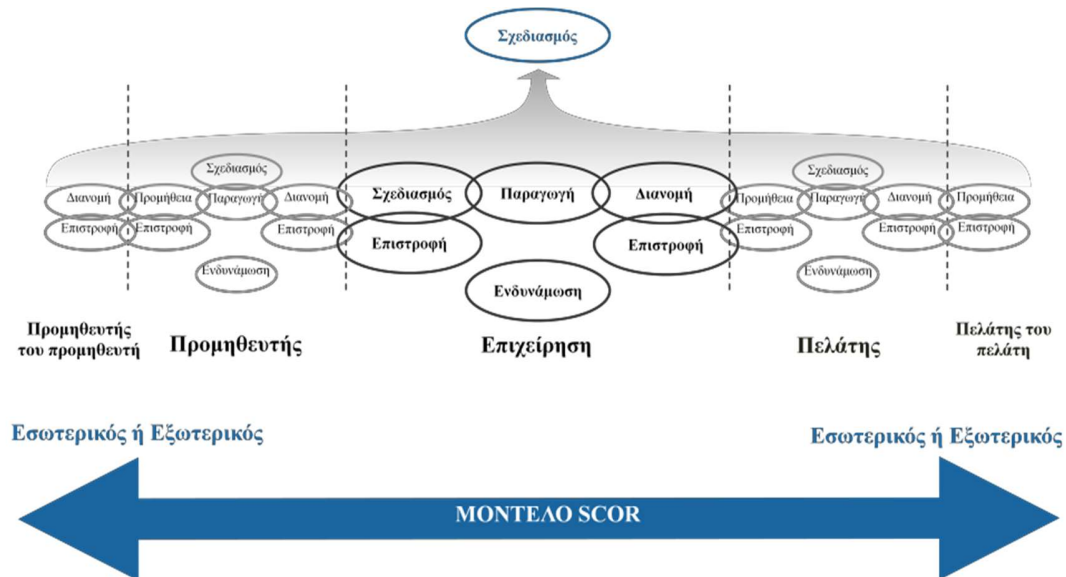 Σχεδιασμός
Σχεδιασμός
Σχεδιασμός
Διανομή Προμήθεια Παραγωγή Διανομή Σχεδιασμός Παραγωγή Διανομή Προμήθεια Παραγωγή Διανομή Προμήθεια
Επιστροφή Επιστροφή Επιστροφή Επιστροφή Επιστροφή Επιστροφή Επιστροφή Επιστροφή
Ενδυνάμωση Ενδυνάμωση Ενδυνάμωση
Προμηθευτής
του προμηθευτή
Προμηθευτής
Επιχείρηση
Πελάτης
Πελάτης του
πελάτη
Εσωτερικός ή Εξωτερικός
Εσωτερικός ή Εξωτερικός
ΜΟΝΤΕΛΟ SCOR